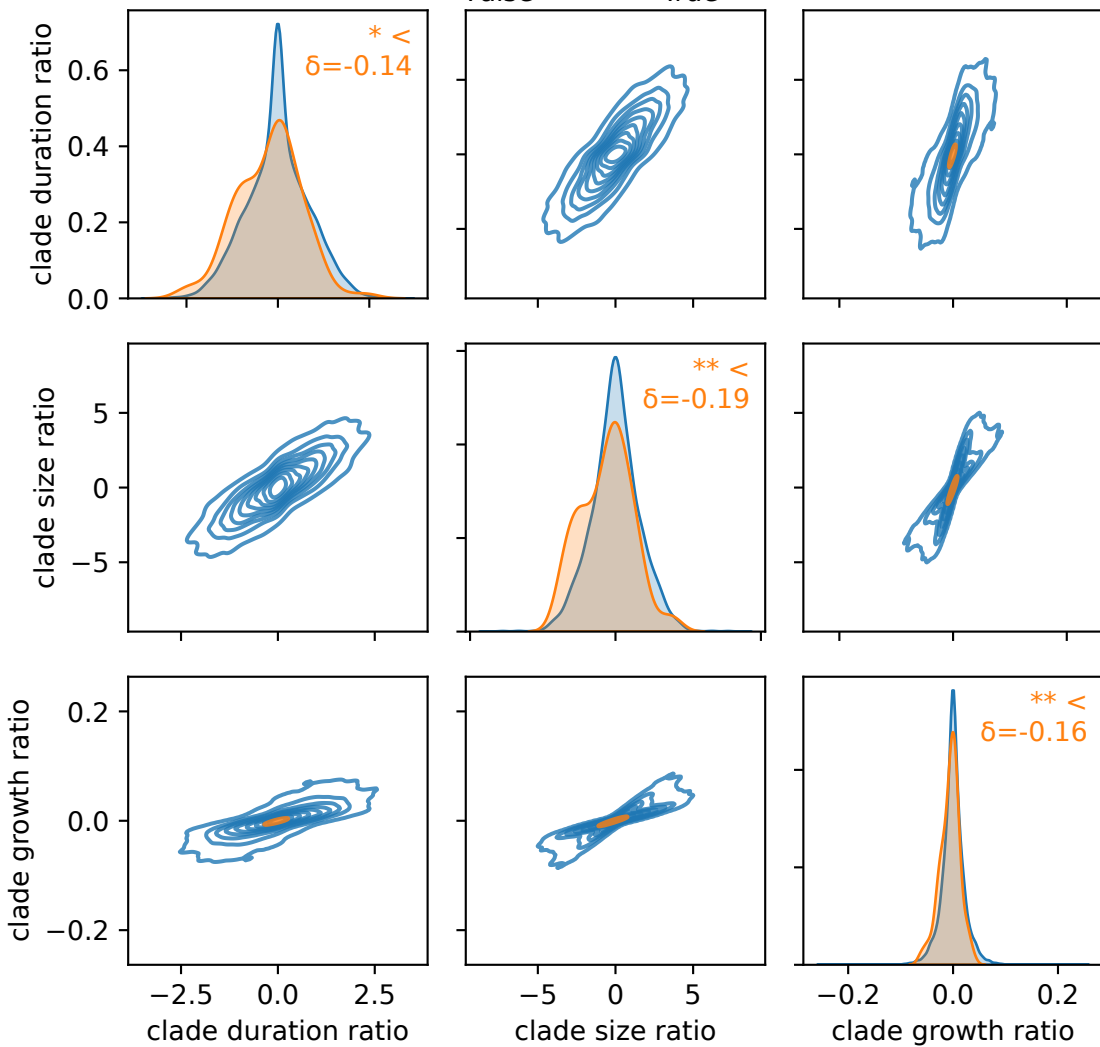 clade duration ratio
0.6
0.4
0.2
0.0
* <
δ=-0.14
clade size ratio
5
0
−5
** <
δ=-0.19
clade growth ratio
0.2
0.0
−0.2
** <
δ=-0.16
−2.5 0.0 2.5
−5 0 5
−0.2 0.0 0.2
clade duration ratio
clade size ratio
clade growth ratio